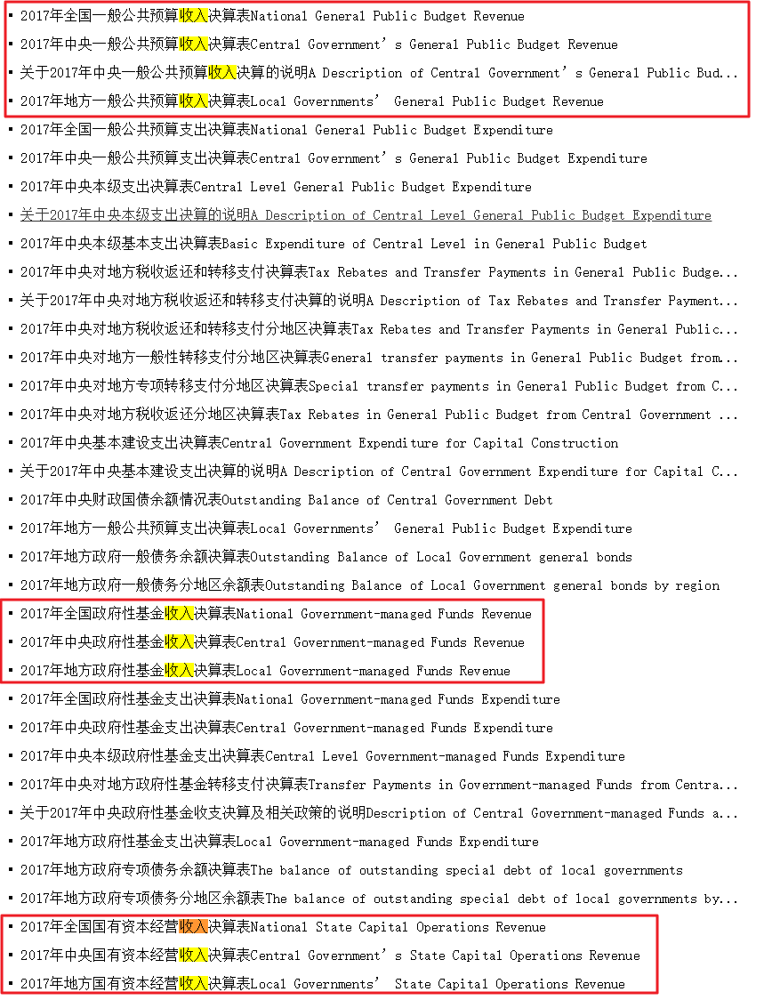 ▪ 2017年全国一般公共预算收入决算表National General Public Budget Revenue
▪ 2017年中央一般公共预算收入决算表Central Government’s General Public Budget Revenue
▪ 关于2017年中央一般公共预算收入决算的说明A Description of Central Government’s General Public Bud...
▪ 2017年地方一般公共预算收入决算表Local Governments’ General Public Budget Revenue
▪ 2017年全国一般公共预算支出决算表National General Public Budget Expenditure
▪ 2017年中央一般公共预算支出决算表Central Government’s General Public Budget Expenditure
▪ 2017年中央本级支出决算表Central Level General Public Budget Expenditure
▪ 关于2017年中央本级支出决算的说明A Description of Central Level General Public Budget Expenditure
▪ 2017年中央本级基本支出决算表Basic Expenditure of Central Level in General Public Budget
▪ 2017年中央对地方税收返还和转移支付决算表Tax Rebates and Transfer Payments in General Public Budge...
▪ 关于2017年中央对地方税收返还和转移支付决算的说明A Description of Tax Rebates and Transfer Payment...
▪ 2017年中央对地方税收返还和转移支付分地区决算表Tax Rebates and Transfer Payments in General Public...
▪ 2017年中央对地方一般性转移支付分地区决算表General transfer payments in General Public Budget from...
▪ 2017年中央对地方专项转移支付分地区决算表Special transfer payments in General Public Budget from C...
▪ 2017年中央对地方税收返还分地区决算表Tax Rebates in General Public Budget from Central Government ...
▪ 2017年中央基本建设支出决算表Central Government Expenditure for Capital Construction
▪ 关于2017年中央基本建设支出决算的说明A Description of Central Government Expenditure for Capital C...
▪ 2017年中央财政国债余额情况表Outstanding Balance of Central Government Debt
▪ 2017年地方一般公共预算支出决算表Local Governments’ General Public Budget Expenditure
▪ 2017年地方政府一般债务余额决算表Outstanding Balance of Local Government general bonds
▪ 2017年地方政府一般债务分地区余额表Outstanding Balance of Local Government general bonds by region
▪ 2017年全国政府性基金收入决算表National Government-managed Funds Revenue
▪ 2017年中央政府性基金收入决算表Central Government-managed Funds Revenue
▪ 2017年地方政府性基金收入决算表Local Government-managed Funds Revenue
▪ 2017年全国政府性基金支出决算表National Government-managed Funds Expenditure
▪ 2017年中央政府性基金支出决算表Central Government-managed Funds Expenditure
▪ 2017年中央本级政府性基金支出决算表Central Level Government-managed Funds Expenditure
▪ 2017年中央对地方政府性基金转移支付决算表Transfer Payments in Government-managed Funds from Centra...
▪ 关于2017年中央政府性基金收支决算及相关政策的说明Description of Central Government-managed Funds a...
▪ 2017年地方政府性基金支出决算表Local Government-managed Funds Expenditure
▪ 2017年地方政府专项债务余额决算表The balance of outstanding special debt of local governments
▪ 2017年地方政府专项债务分地区余额表The balance of outstanding special debt of local governments by...
▪ 2017年全国国有资本经营收入决算表National State Capital Operations Revenue
▪ 2017年中央国有资本经营收入决算表Central Government’s State Capital Operations Revenue
▪ 2017年地方国有资本经营收入决算表Local Governments’ State Capital Operations Revenue